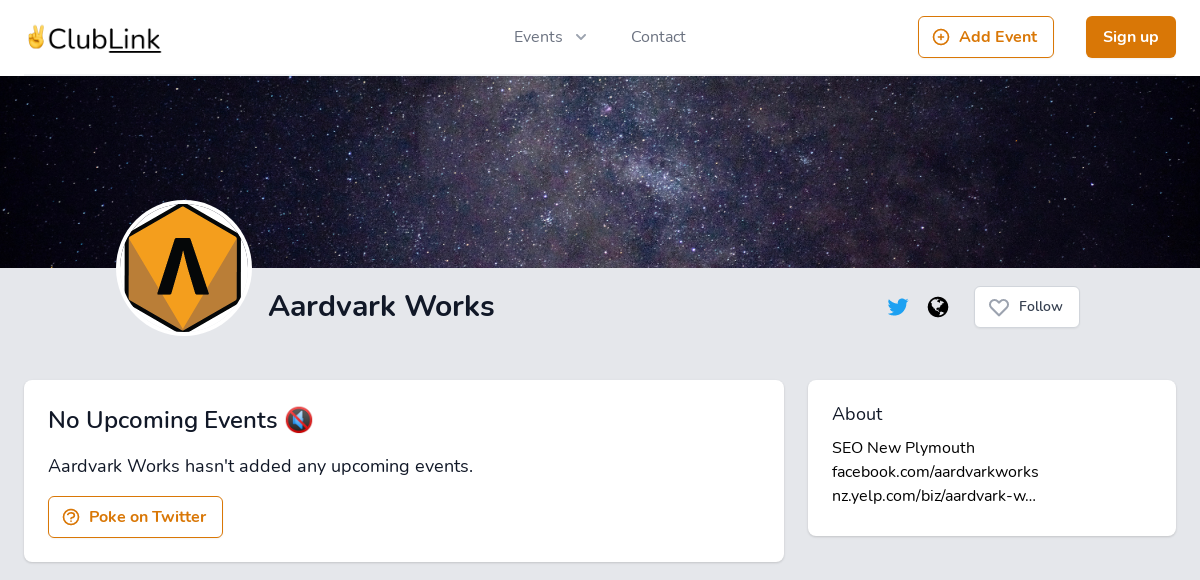 ClubLink
Events
Contact
Add Event
Sign up
Aardvark Works
Follow
No Upcoming Events
Aardvark Works hasn't added any upcoming events.
Poke on Twitter
About
SEO New Plymouth
facebook.com/aardvarkworks
nz.yelp.com/biz/aardvark-w...